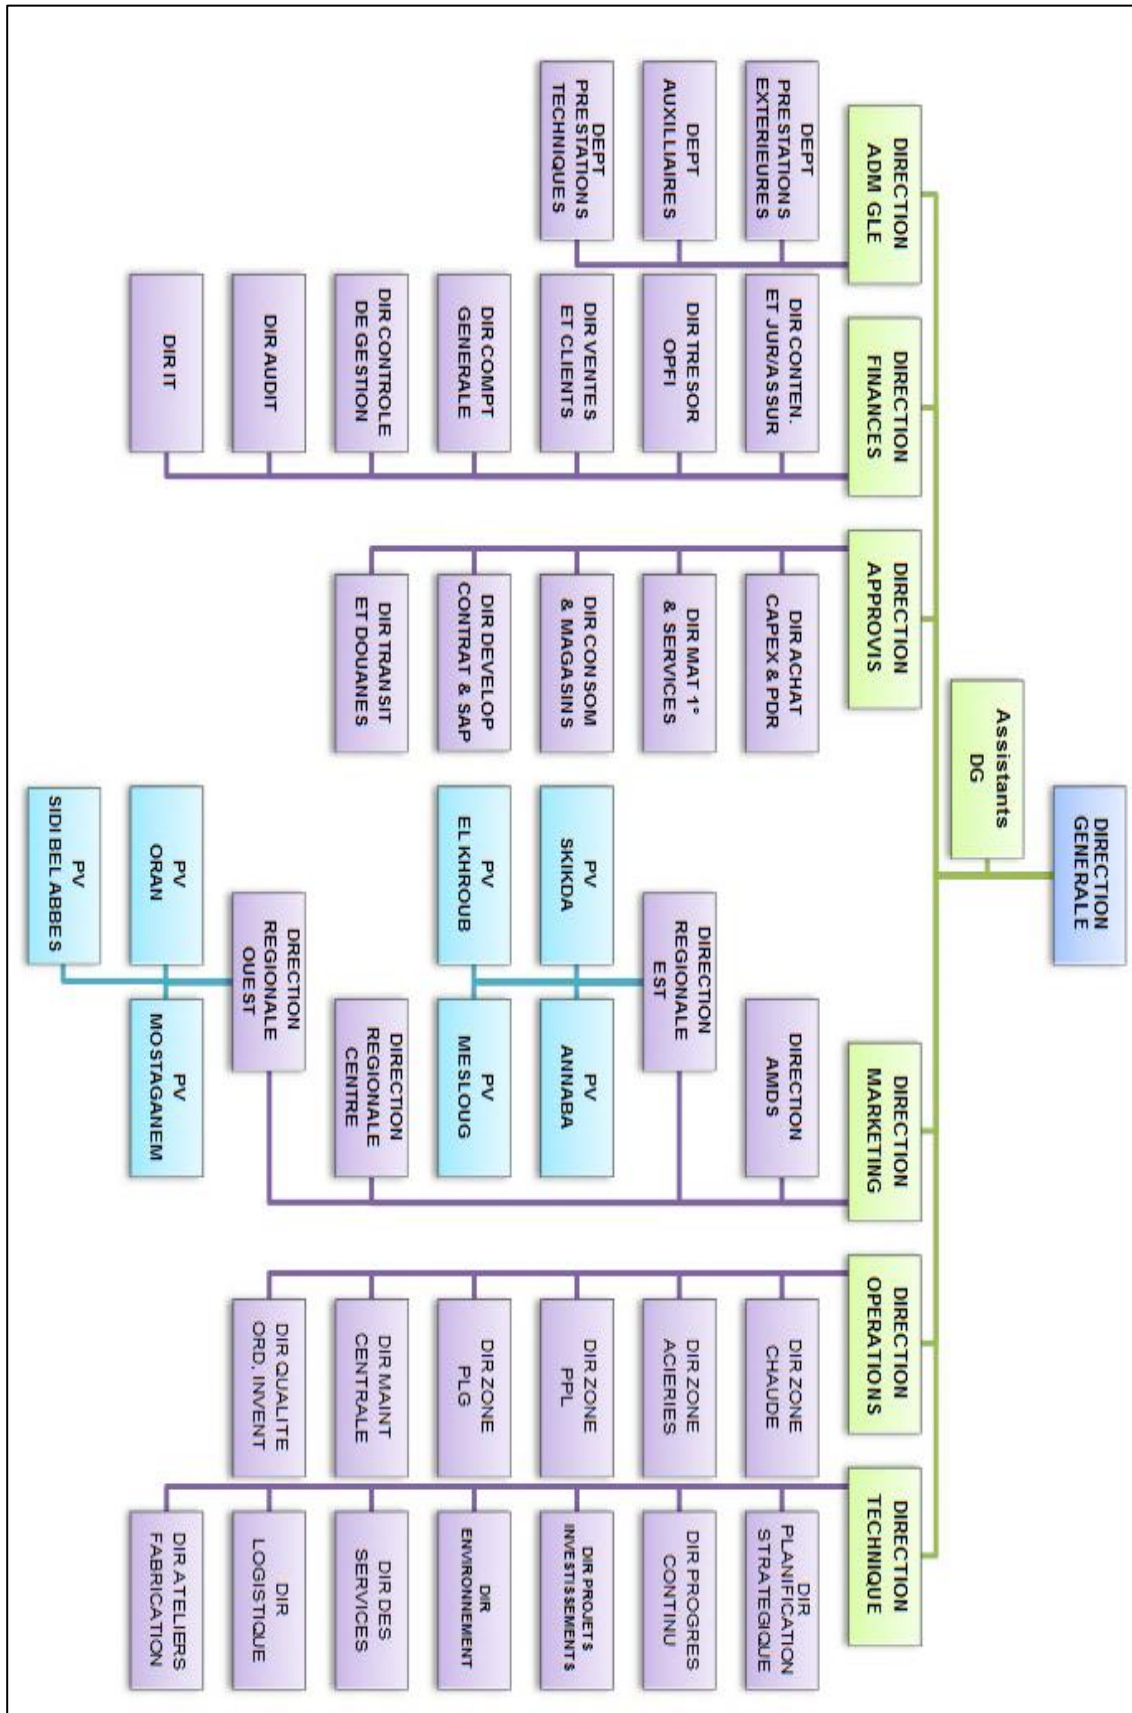 DIRECTION
GENERALE
Assistants
DG
DIRECTION
ADM GLE
DIRECTION
FINANCES
DIRECTION
APPROVIS
DIRECTION
MARKETING
DIRECTION
OPERATIONS
DIRECTION
TECHNIQUE
DEPT
PRESTATIONS
EXTERIEURES
DEPT
AUXILLIAIRES
DEPT
PRESTATIONS
TECHNIQUES
DIR CONTEN.
ET JUR/ASSUR
DIR TRESOR
OPFI
DIR VENTES
ET CLIENTS
DIR COMPT
GENERALE
DIR CONTROLE
DE GESTION
DIR AUDIT
DIR IT
DIR ACHAT
CAPEX & PDR
DIR MAT 1°
& SERVICES
DIR CONSOM
& MAGASINS
DIR DEVELOP
CONTRAT & SAP
DIR TRANSIT
ET DOUANES
DIRECTION
AMDS
DIRECTION
REGIONALE
EST
PV
SKIKDA
PV
ANNABA
PV
EL KHROUB
PV
MESLOUG
DIRECTION
REGIONALE
CENTRE
DRECTION
REGIONALE
OUEST
PV
ORAN
PV
MOSTAGANEM
PV
SIDI BEL ABBES
DIR ZONE
CHAUDE
DIR ZONE
ACIERIES
DIR ZONE
PPL
DIR ZONE
PLG
DIR MAINT
CENTRALE
DIR QUALITE
ORD, INVENT
DIR
PLANIFICATION
STRATEGIQUE
DIR PROGRES
CONTINU
DIR PROJETS
INVESTISSEMENTS
DIR
ENVIRONNEMENT
DIR DES
SERVICES
DIR
LOGISTIQUE
DIR ATELIERS
FABRICATION